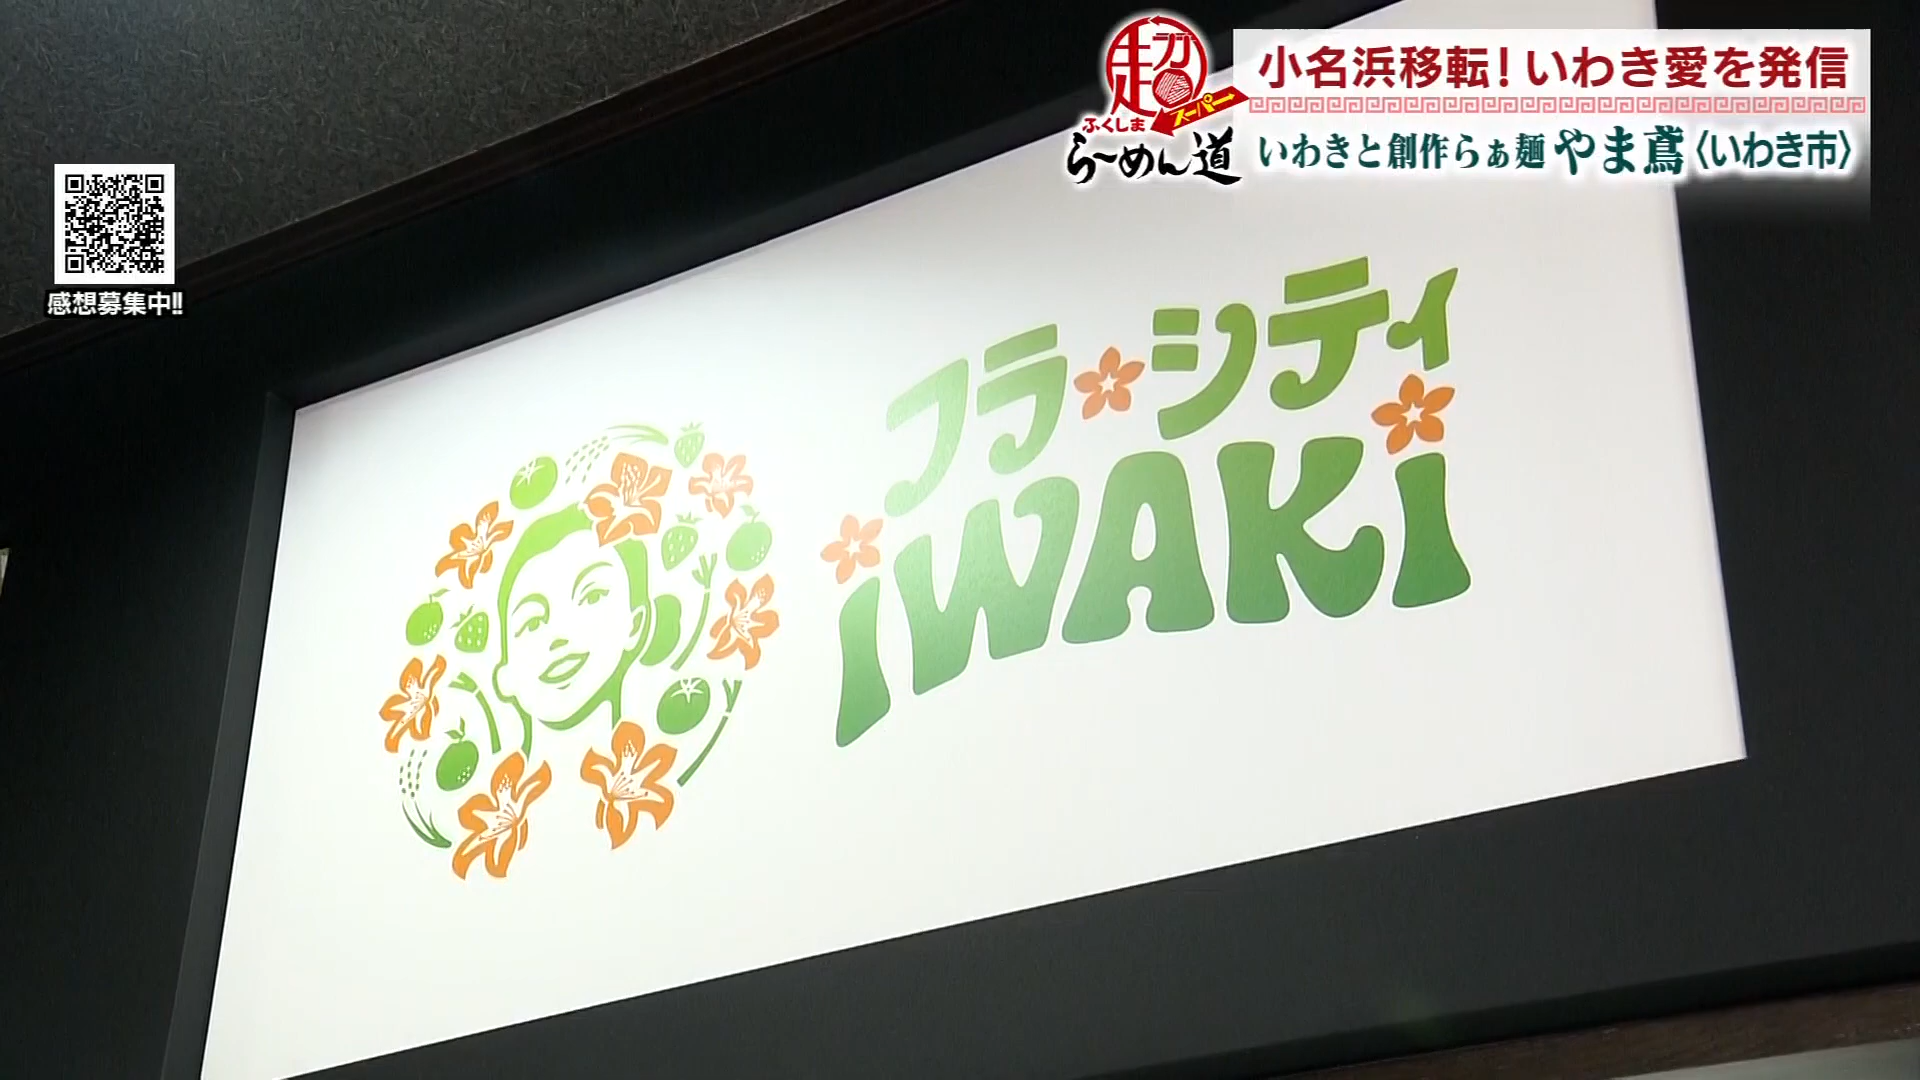 超
スーパー
ふくしま
らーめん道
小名浜移転！いわき愛を発信
いわきと創作らぁ麺 やま鳶〈いわき市〉
感想募集中!!
フラ・シティ
iWAKi